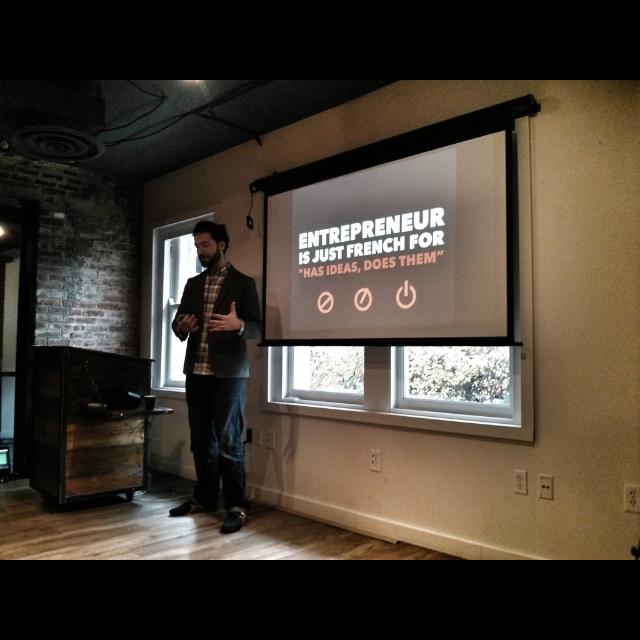 ENTREPRENEUR
IS JUST FRENCH FOR
"HAS IDEAS, DOES THEM"